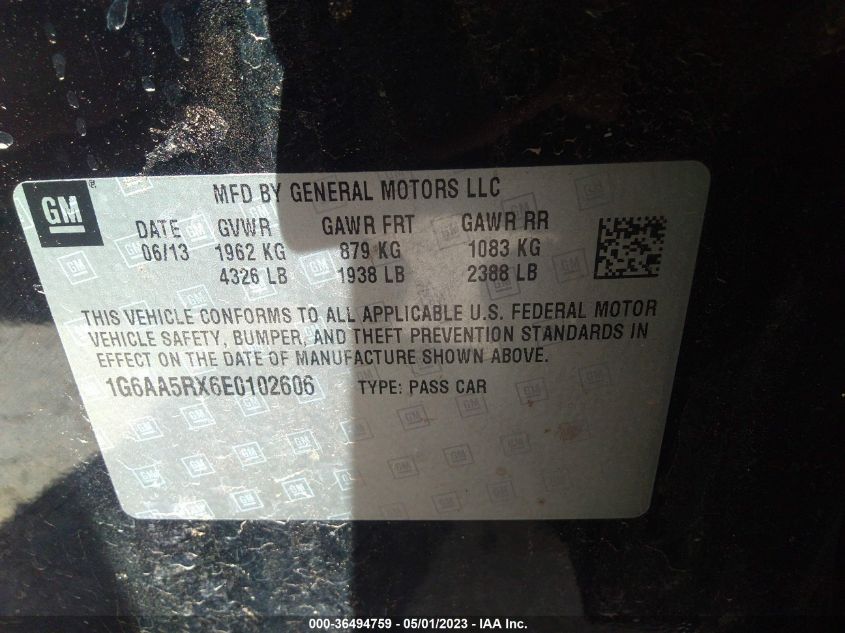 GM ®
MFD BY GENERAL MOTORS LLC
DATE GVWR GAWR FRT GAWR RR
06/13 1962 KG 879 KG 1083 KG
4326 LB 1938 LB 2388 LB
THIS VEHICLE CONFORMS TO ALL APPLICABLE U.S. FEDERAL MOTOR
VEHICLE SAFETY, BUMPER, AND THEFT PREVENTION STANDARDS IN
EFFECT ON THE DATE OF MANUFACTURE SHOWN ABOVE.
1G6AA5RX6E0102606 TYPE: PASS CAR
000-36494759 - 05/01/2023 - IAA Inc.